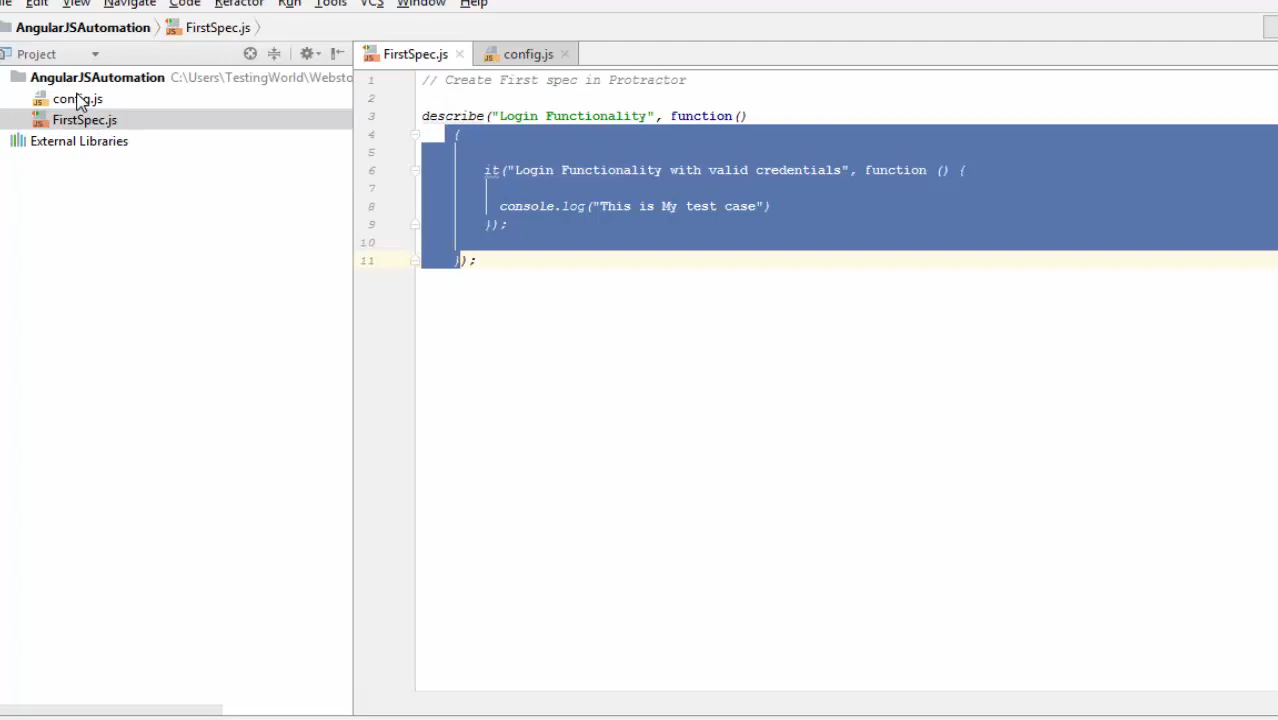 Edit View Navigate Code Refactor Run Tools VCS Window Help
AngularJSAutomation FirstSpec.js
Project FirstSpec.js config.js
AngularJSAutomation C:\Users\TestingWorld\Websto
config.js
FirstSpec.js
External Libraries
1 // Create First spec in Protractor
2
3 describe("Login Functionality", function()
4 {
5
6 it("Login Functionality with valid credentials", function () {
7
8 console.log("This is My test case")
9 });
10
11 });